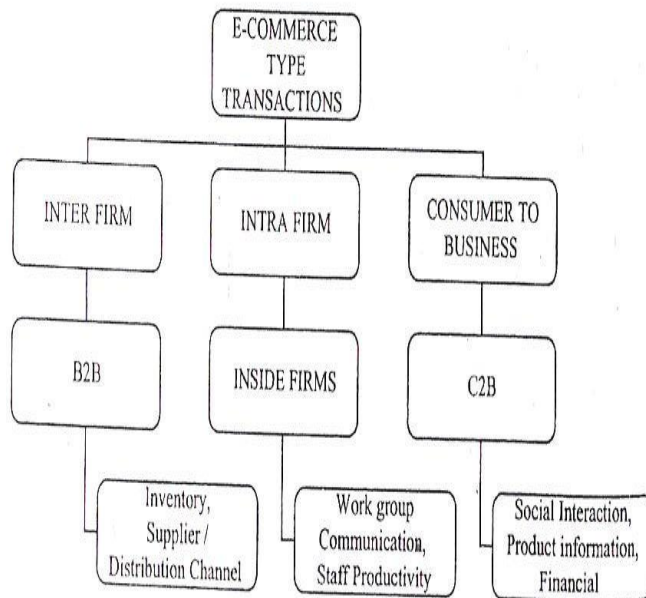 E-COMMERCE
TYPE
TRANSACTIONS
INTER FIRM
INTRA FIRM
CONSUMER TO
BUSINESS
B2B
INSIDE FIRMS
C2B
Inventory,
Supplier /
Distribution Channel
Work group
Communication,
Staff Productivity
Social Interaction,
Product information,
Financial